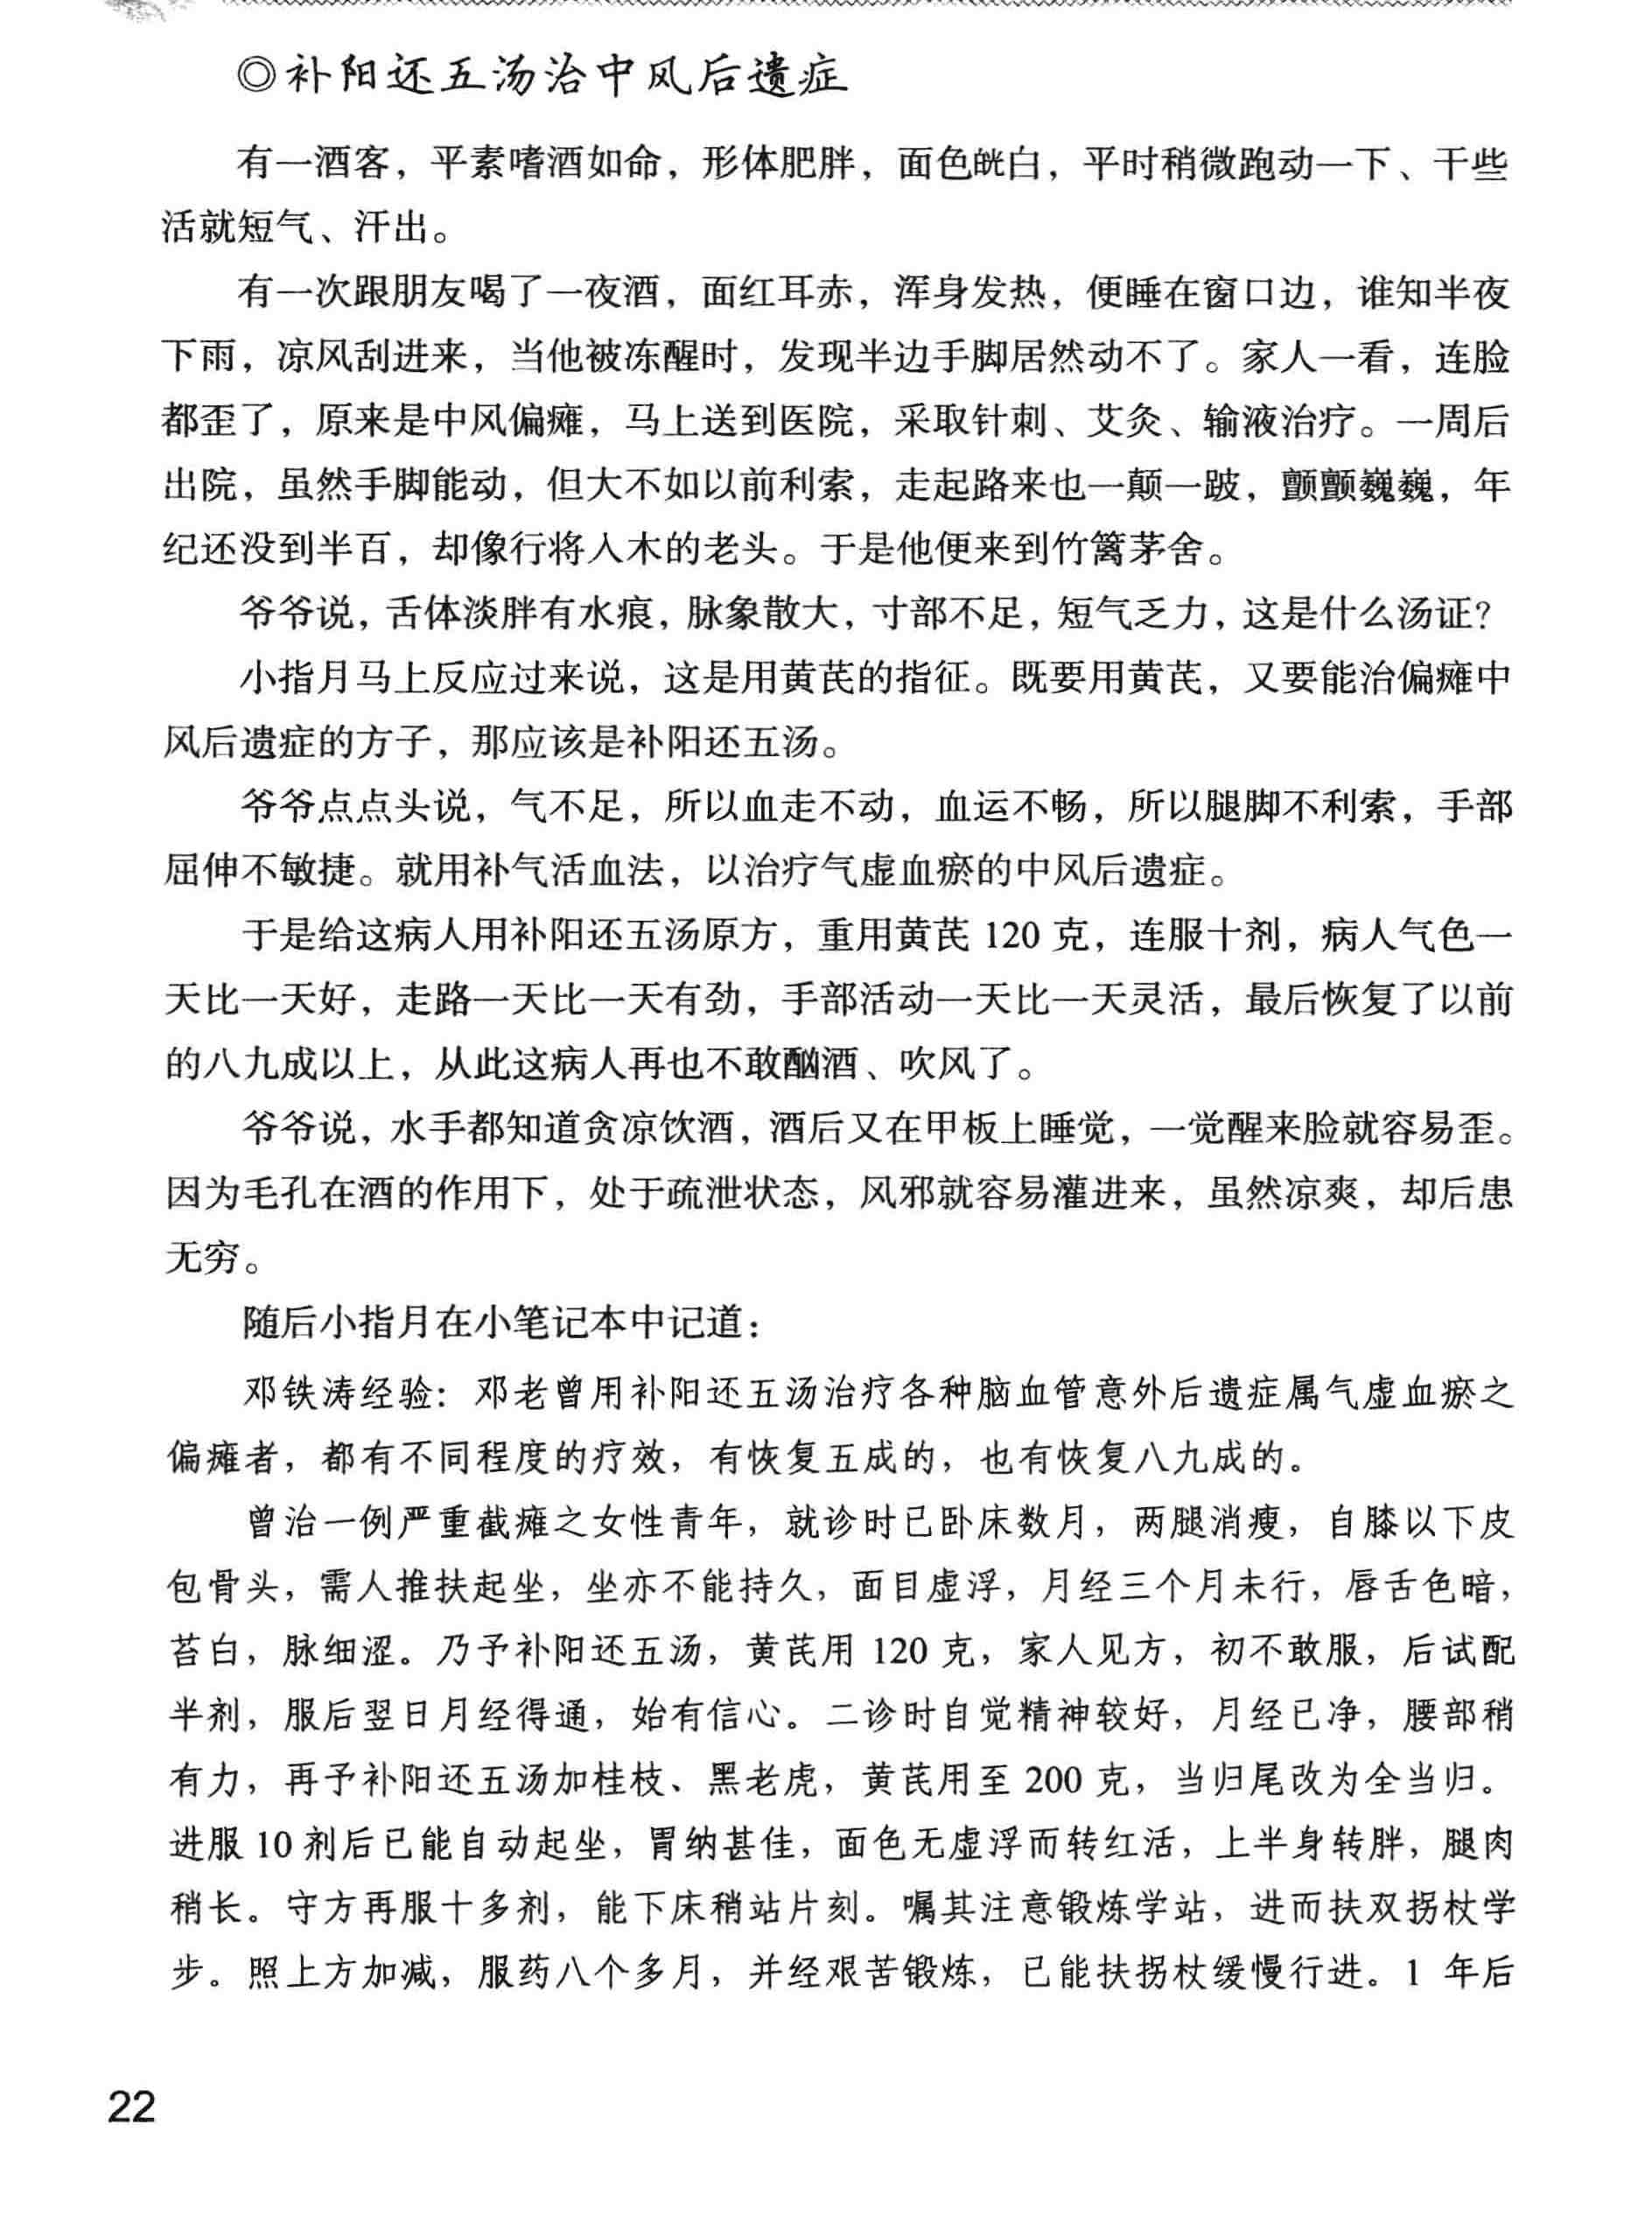 ◎补阳还五汤治中风后遗症
有一酒客，平素嗜酒如命，形体肥胖，面色㿠白，平时稍微跑动一下、干些
活就短气、汗出。
有一次跟朋友喝了一夜酒，面红耳赤，浑身发热，便睡在窗口边，谁知半夜
下雨，凉风刮进来，当他被冻醒时，发现半边手脚居然动不了。家人一看，连脸
都歪了，原来是中风偏瘫，马上送到医院，采取针刺、艾灸、输液治疗。一周后
出院，虽然手脚能动，但大不如以前利索，走起路来也一颠一跛，颤颤巍巍，年
纪还没到半百，却像行将入木的老头。于是他便来到竹篱茅舍。
爷爷说，舌体淡胖有水痕，脉象散大，寸部不足，短气乏力，这是什么汤证？
小指月马上反应过来说，这是用黄芪的指征。既要用黄芪，又要能治偏瘫中
风后遗症的方子，那应该是补阳还五汤。
爷爷点点头说，气不足，所以血走不动，血运不畅，所以腿脚不利索，手部
屈伸不敏捷。就用补气活血法，以治疗气虚血瘀的中风后遗症。
于是给这病人用补阳还五汤原方，重用黄芪 120 克，连服十剂，病人气色一
天比一天好，走路一天比一天有劲，手部活动一天比一天灵活，最后恢复了以前
的八九成以上，从此这病人再也不敢酗酒、吹风了。
爷爷说，水手都知道贪凉饮酒，酒后又在甲板上睡觉，一觉醒来脸就容易歪。
因为毛孔在酒的作用下，处于疏泄状态，风邪就容易灌进来，虽然凉爽，却后患
无穷。
随后小指月在小笔记本中记道：
邓铁涛经验：邓老曾用补阳还五汤治疗各种脑血管意外后遗症属气虚血瘀之
偏瘫者，都有不同程度的疗效，有恢复五成的，也有恢复八九成的。
曾治一例严重截瘫之女性青年，就诊时已卧床数月，两腿消瘦，自膝以下皮
包骨头，需人推扶起坐，坐亦不能持久，面目虚浮，月经三个月未行，唇舌色暗，
苔白，脉细涩。乃予补阳还五汤，黄芪用 120 克，家人见方，初不敢服，后试配
半剂，服后翌日月经得通，始有信心。二诊时自觉精神较好，月经已净，腰部稍
有力，再予补阳还五汤加桂枝、黑老虎，黄芪用至 200 克，当归尾改为全当归。
进服 10 剂后已能自动起坐，胃纳甚佳，面色无虚浮而转红活，上半身转胖，腿肉
稍长。守方再服十多剂，能下床稍站片刻。嘱其注意锻炼学站，进而扶双拐杖学
步。照上方加减，服药八个多月，并经艰苦锻炼，已能扶拐杖缓慢行进。1 年后
22